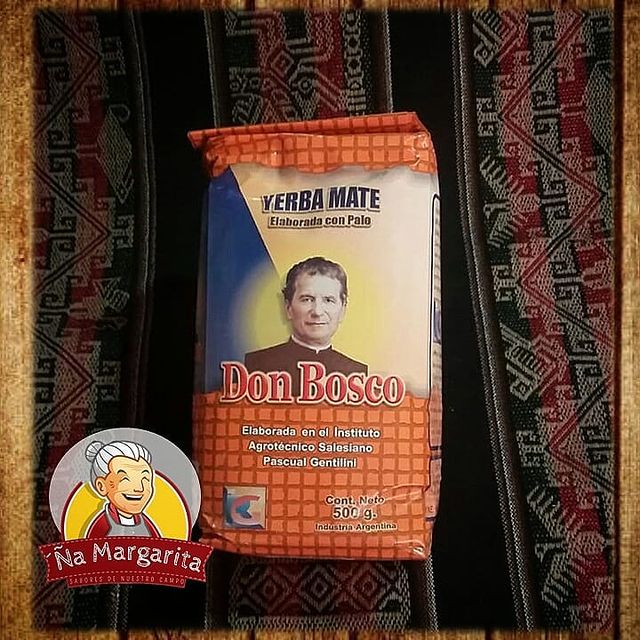 YERBA MATE
Elaborada con Palo
Don Bosco
Elaborada en el Instituto
Agrotécnico Salesiano
Pascual Gentilini
Cont. Neto
500 g.
Industria Argentina
Ña Margarita
SABORES DE NUESTRO CAMPO